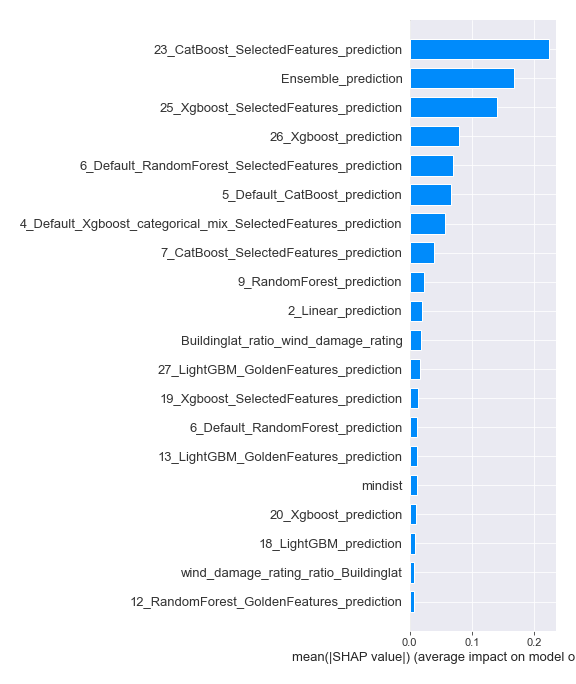 23_CatBoost_SelectedFeatures_prediction
Ensemble_prediction
25_Xgboost_SelectedFeatures_prediction
26_Xgboost_prediction
6_Default_RandomForest_SelectedFeatures_prediction
5_Default_CatBoost_prediction
4_Default_Xgboost_categorical_mix_SelectedFeatures_prediction
7_CatBoost_SelectedFeatures_prediction
9_RandomForest_prediction
2_Linear_prediction
Buildinglat_ratio_wind_damage_rating
27_LightGBM_GoldenFeatures_prediction
19_Xgboost_SelectedFeatures_prediction
6_Default_RandomForest_prediction
13_LightGBM_GoldenFeatures_prediction
mindist
20_Xgboost_prediction
18_LightGBM_prediction
wind_damage_rating_ratio_Buildinglat
12_RandomForest_GoldenFeatures_prediction
0.0 0.1 0.2
mean(|SHAP value|) (average impact on model o